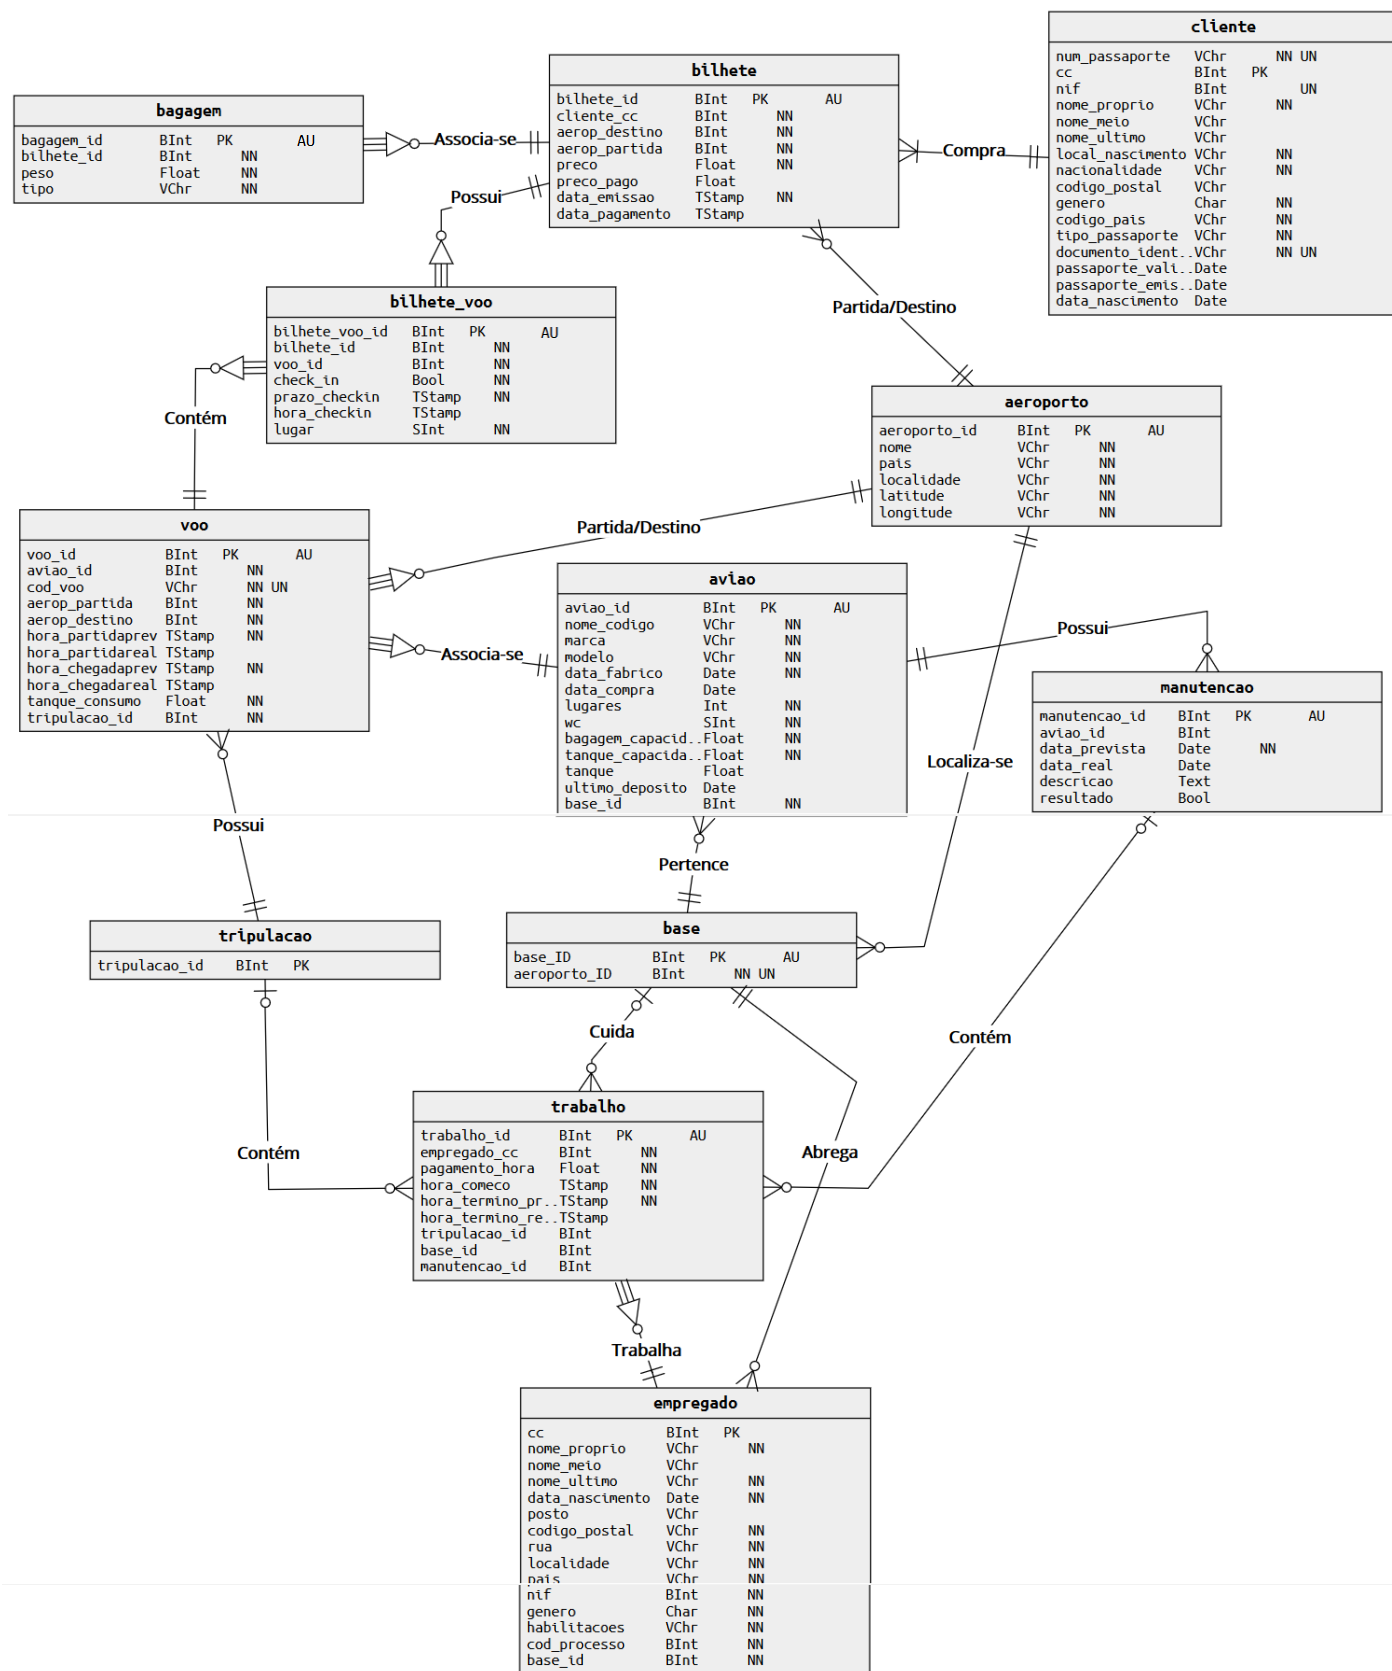 cliente
num_passaporte VChr NN UN
cc BInt PK
nif BInt UN
nome_proprio VChr NN
nome_meio VChr
nome_ultimo VChr
local_nascimento VChr NN
nacionalidade VChr NN
codigo_postal VChr
genero Char NN
codigo_pais VChr NN
tipo_passaporte VChr NN
documento_ident..VChr NN UN
passaporte_vali..Date
passaporte_emis..Date
data_nascimento Date
bilhete
bilhete_id BInt PK AU
cliente_cc BInt NN
aerop_destino BInt NN
aerop_partida BInt NN
preco Float NN
preco_pago Float
data_emissao TStamp NN
data_pagamento TStamp
bagagem
bagagem_id BInt PK AU
bilhete_id BInt NN
peso Float NN
tipo VChr NN
Associa-se
Compra
Possui
bilhete_voo
bilhete_voo_id BInt PK AU
bilhete_id BInt NN
voo_id BInt NN
check_in Bool NN
prazo_checkin TStamp NN
hora_checkin TStamp
lugar SInt NN
Partida/Destino
Contém
aeroporto
aeroporto_id BInt PK AU
nome VChr NN
pais VChr NN
localidade VChr NN
latitude VChr NN
longitude VChr NN
Partida/Destino
voo
voo_id BInt PK AU
aviao_id BInt NN
cod_voo VChr NN UN
aerop_partida BInt NN
aerop_destino BInt NN
hora_partidaprev TStamp NN
hora_partidareal TStamp
hora_chegadaprev TStamp NN
hora_chegadareal TStamp
tanque_consumo Float NN
tripulacao_id BInt NN
Associa-se
aviao
aviao_id BInt PK AU
nome_codigo VChr NN
marca VChr NN
modelo VChr NN
data_fabrico Date NN
data_compra Date
lugares Int NN
wc SInt NN
bagagem_capacid..Float NN
tanque_capacida..Float NN
tanque Float
ultimo_deposito Date
base_id BInt NN
Possui
manutencao
manutencao_id BInt PK AU
aviao_id BInt
data_prevista Date NN
data_real Date
descricao Text
resultado Bool
Localiza-se
Possui
Pertence
tripulacao
tripulacao_id BInt PK
base
base_ID BInt PK AU
aeroporto_ID BInt NN UN
Cuida
Contém
trabalho
trabalho_id BInt PK AU
empregado_cc BInt NN
pagamento_hora Float NN
hora_comeco TStamp NN
hora_termino_pr..TStamp NN
hora_termino_re..TStamp
tripulacao_id BInt
base_id BInt
manutencao_id BInt
Contém
Abrega
Trabalha
empregado
cc BInt PK
nome_proprio VChr NN
nome_meio VChr
nome_ultimo VChr NN
data_nascimento Date NN
posto VChr
codigo_postal VChr NN
rua VChr NN
localidade VChr NN
pais VChr NN
nif BInt NN
genero Char NN
habilitacoes VChr NN
cod_processo BInt NN
base_id BInt NN